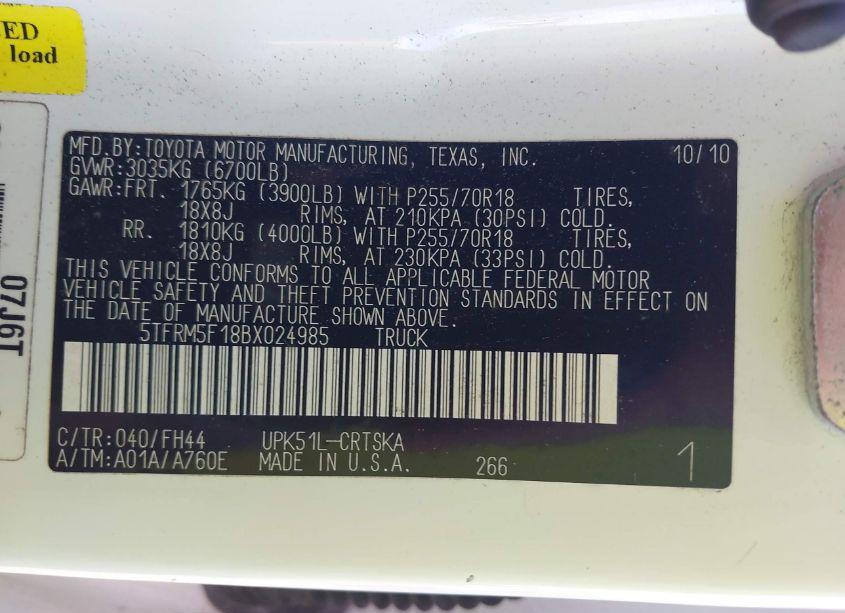 ED
load
07J6T
MFD.BY:TOYOTA MOTOR MANUFACTURING, TEXAS, INC. 10/10
GVWR:3035KG (6700LB)
GAWR:FRT. 1765KG (3900LB) WITH P255/70R18 TIRES,
18X8J RIMS, AT 210KPA (30PSI) COLD.
RR. 1810KG (4000LB) WITH P255/70R18 TIRES,
18X8J RIMS, AT 230KPA (33PSI) COLD.
THIS VEHICLE CONFORMS TO ALL APPLICABLE FEDERAL MOTOR
VEHICLE SAFETY AND THEFT PREVENTION STANDARDS IN EFFECT ON
THE DATE OF MANUFACTURE SHOWN ABOVE.
5TFRM5F18BX024985 TRUCK
C/TR:040/FH44 UPK51L-CRTSKA
A/TM:A01A/A760E MADE IN U.S.A. 266 1